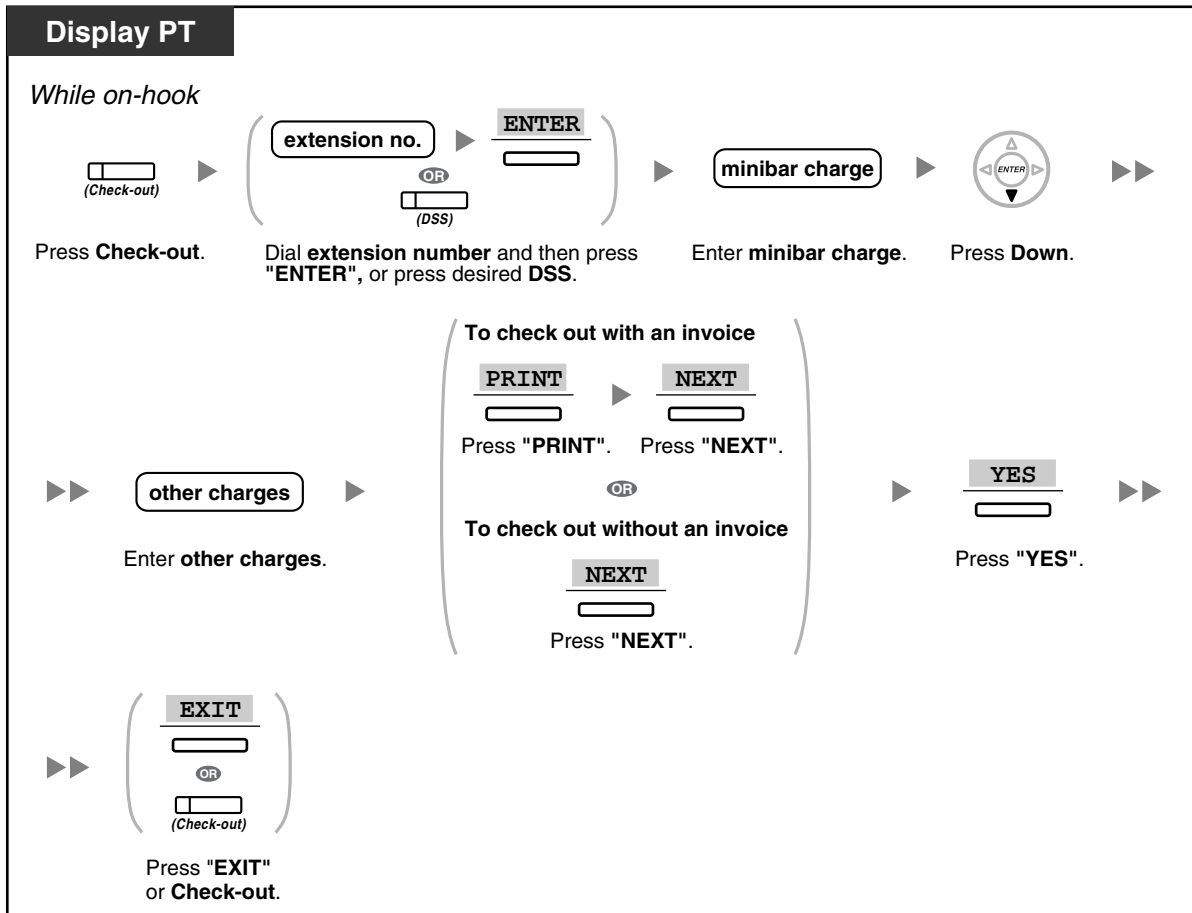 Display PT
While on-hook
extension no.
ENTER
OR
(Check-out)
(DSS)
minibar charge
ENTER
Press Check-out.
Dial extension number and then press
"ENTER", or press desired DSS.
Enter minibar charge.
Press Down.
To check out with an invoice
PRINT
NEXT
Press "PRINT".
Press "NEXT".
OR
To check out without an invoice
NEXT
Press "NEXT".
other charges
Enter other charges.
YES
Press "YES".
EXIT
OR
(Check-out)
Press "EXIT"
or Check-out.